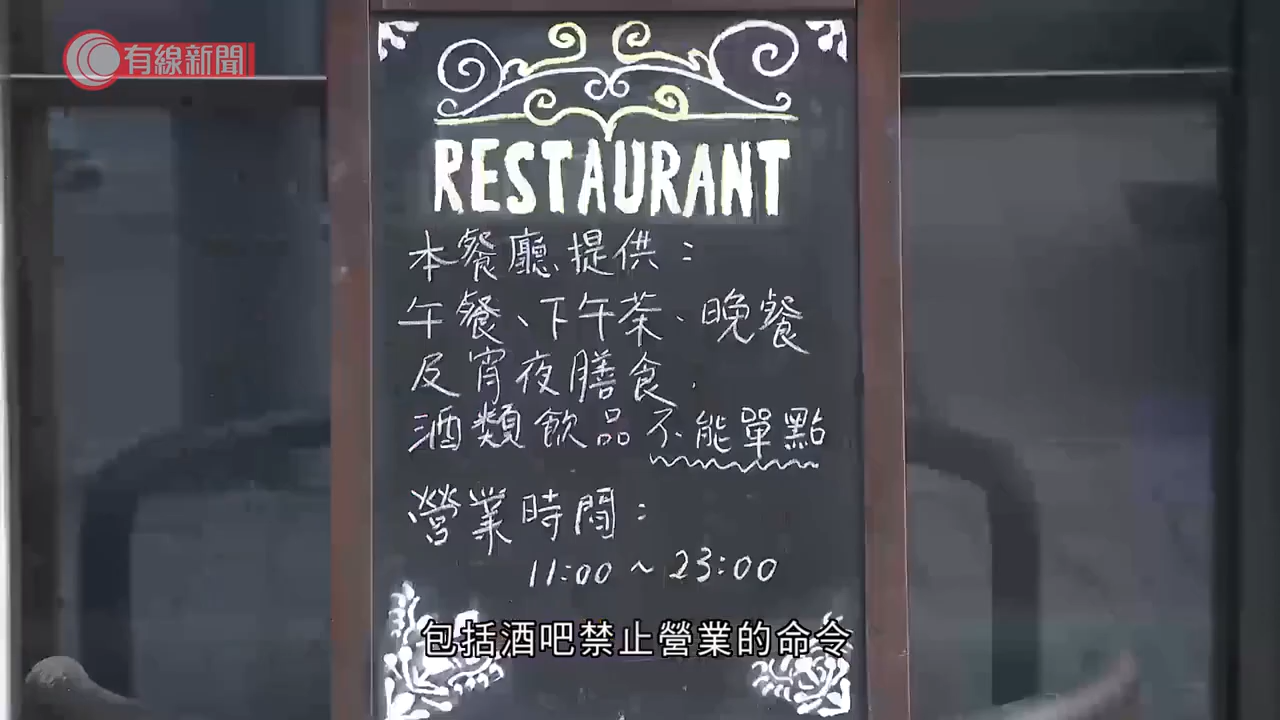 有線新聞
RESTAURANT
本餐廳提供：
午餐、下午茶、晚餐
及宵夜膳食.
酒類飲品不能單點
營業時間：
11:00 ~ 23:00
包括酒吧禁止營業的命令